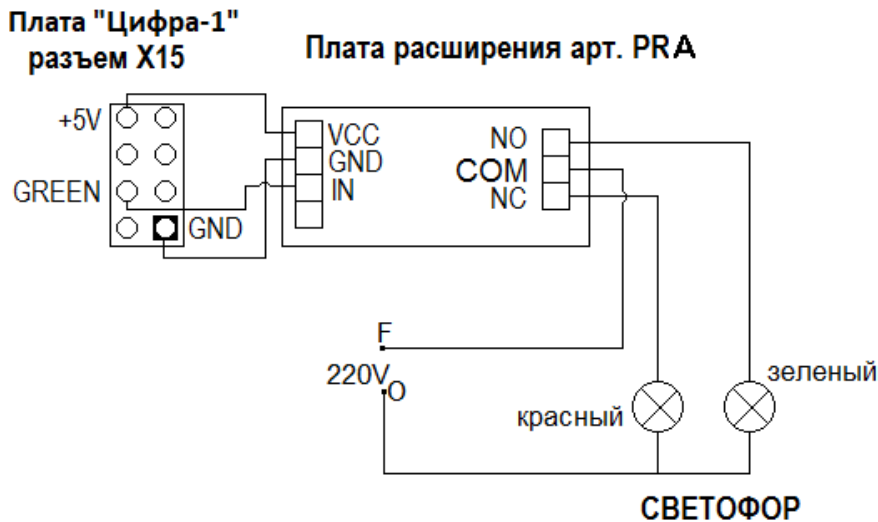 Плата "Цифра-1"
разъем X15
Плата расширения арт. PRA
+5V
GREEN
GND
VCC
GND
IN
NO
COM
NC
F
220V
O
красный
зеленый
СВЕТОФОР